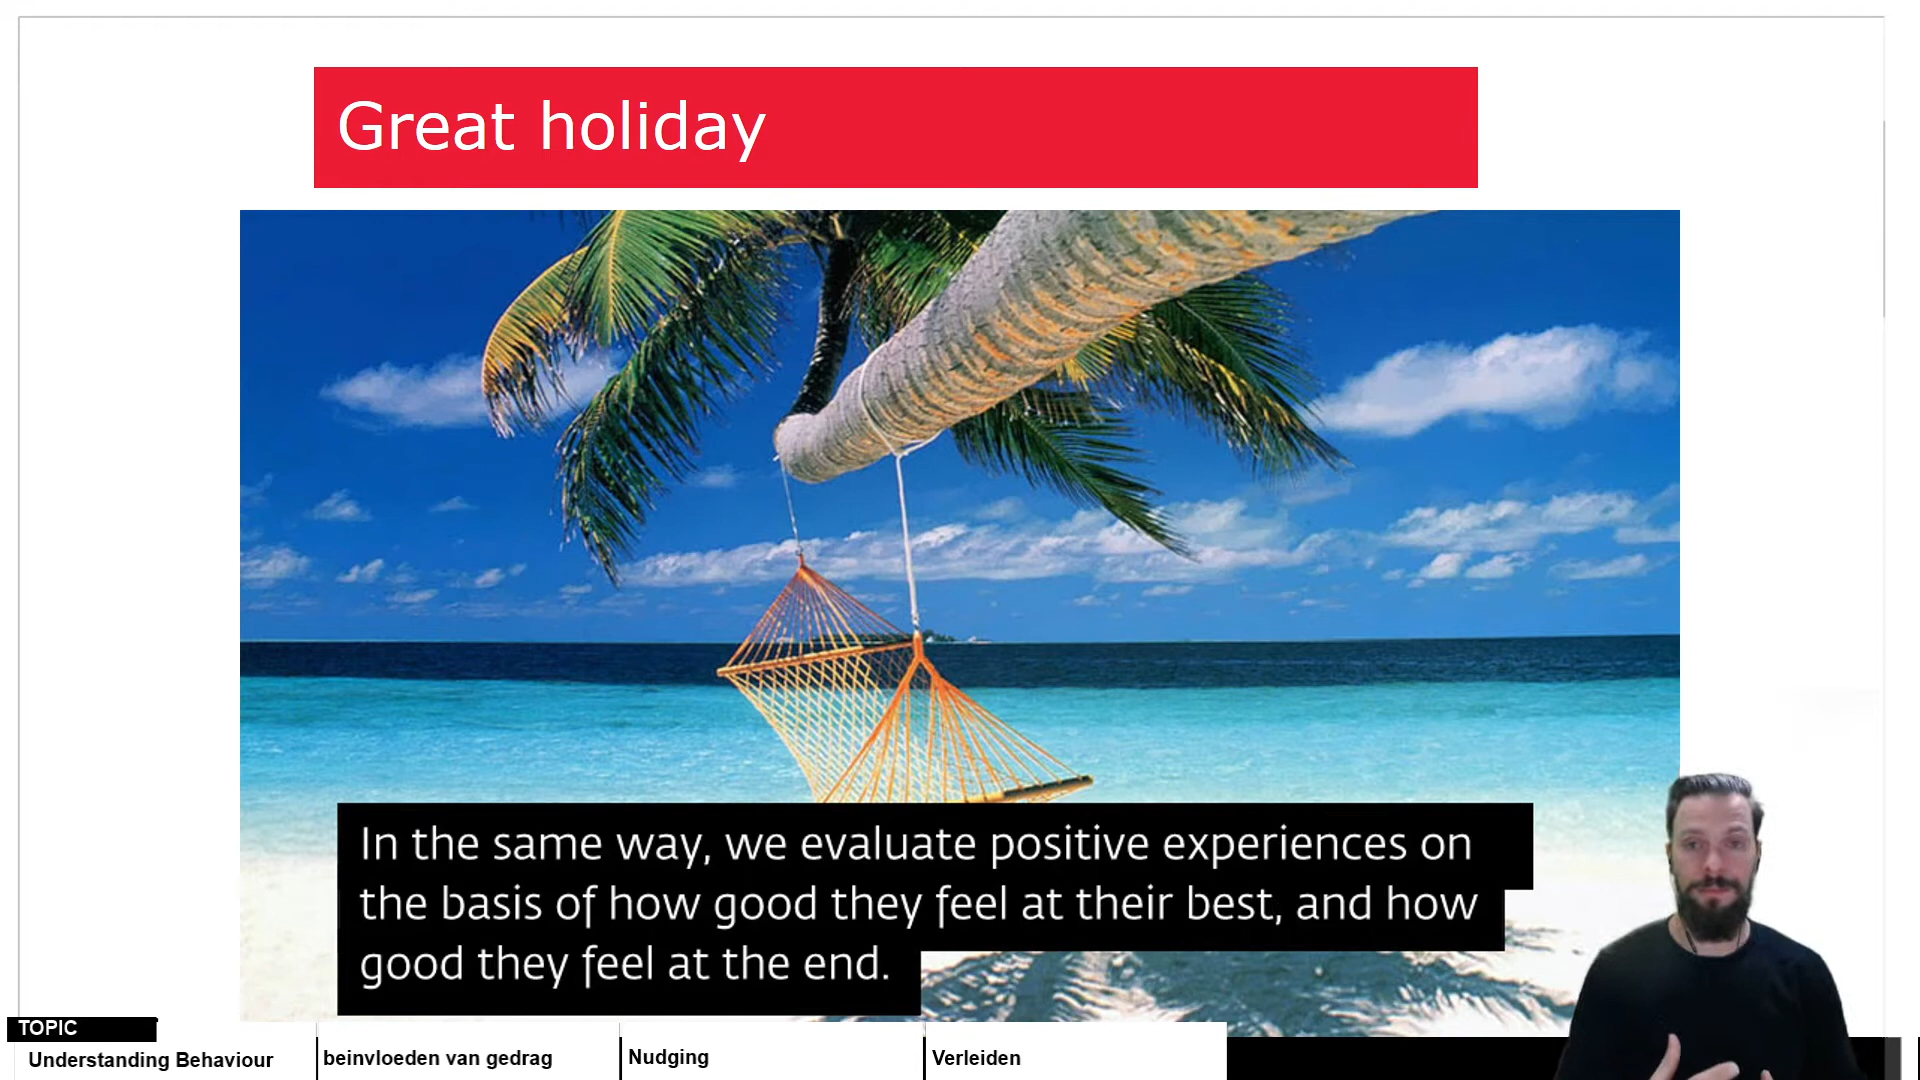 Great holiday
In the same way, we evaluate positive experiences on
the basis of how good they feel at their best, and how
good they feel at the end.
TOPIC
Understanding Behaviour
beinvloeden van gedrag
Nudging
Verleiden